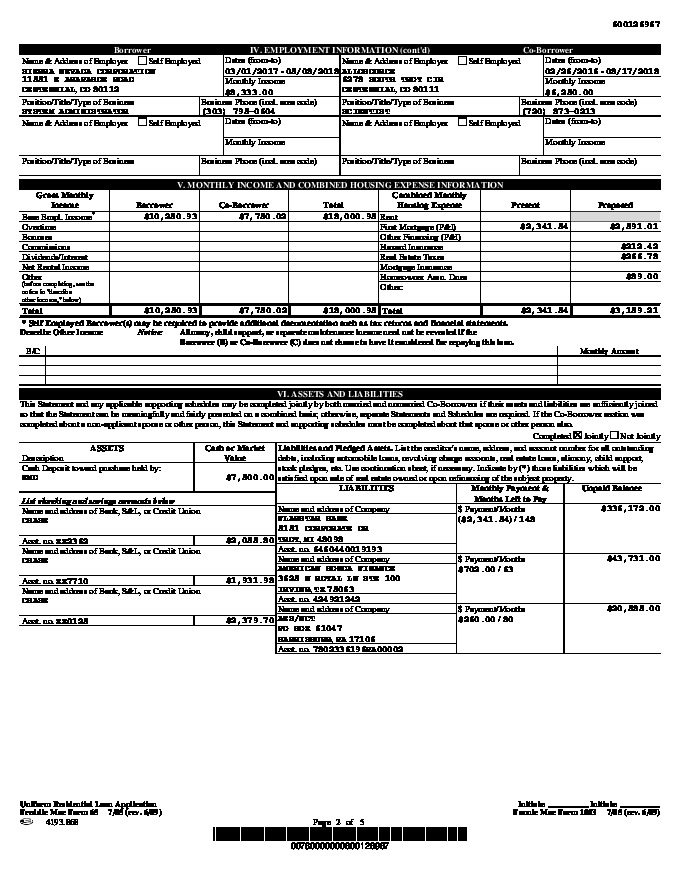 600126967
Borrower IV. EMPLOYMENT INFORMATION (cont'd) Co-Borrower
Name & Address of Employer Self Employed Dates (from-to) Name & Address of Employer Self Employed Dates (from-to)
SIERRA NEVADA CORPORATION 03/01/2017 - 08/08/2018 02/26/2016 - 08/17/2018
11551 E ARAPAHOE ROAD Monthly Income 6278 SOUTH TROY CIR Monthly Income
CENTENNIAL, CO 80112 $8,333.00 CENTENNIAL, CO 80111 $6,250.00
Position/Title/Type of Business Business Phone (incl. area code) Position/Title/Type of Business Business Phone (incl. area code)
SYSTEM ADMINISTRATOR (303) 795-0604 SCIENTIST (720) 873-0213
Name & Address of Employer Self Employed Dates (from-to) Name & Address of Employer Self Employed Dates (from-to)
Monthly Income Monthly Income
Position/Title/Type of Business Business Phone (incl. area code) Position/Title/Type of Business Business Phone (incl. area code)
V. MONTHLY INCOME AND COMBINED HOUSING EXPENSE INFORMATION
Gross Monthly Income Borrower Co-Borrower Total Combined Monthly Housing Expense Present Proposed
Base Empl. Income* $10,250.93 $7,750.02 $18,000.95 Rent
Overtime First Mortgage (P&I) $2,341.54 $2,591.01
Bonuses Other Financing (P&I)
Commissions Hazard Insurance $212.42
Dividends/Interest Real Estate Taxes $266.78
Net Rental Income Mortgage Insurance
Other Homeowner Assn. Dues $89.00
(before completing, see the notice in "describe other income," below) Other:
Total $10,250.93 $7,750.02 $18,000.95 Total $2,341.54 $3,159.21
* Self Employed Borrower(s) may be required to provide additional documentation such as tax returns and financial statements.
Describe Other Income Notice: Alimony, child support, or separate maintenance income need not be revealed if the
Borrower (B) or Co-Borrower (C) does not choose to have it considered for repaying this loan.
B/C Monthly Amount
VI. ASSETS AND LIABILITIES
This Statement and any applicable supporting schedules may be completed jointly by both married and unmarried Co-Borrowers if their assets and liabilities are sufficiently joined
so that the Statement can be meaningfully and fairly presented on a combined basis; otherwise, separate Statements and Schedules are required. If the Co-Borrower section was
completed about a non-applicant spouse or other person, this Statement and supporting schedules must be completed about that spouse or other person also.
Completed Jointly Not Jointly
ASSETS Cash or Market Value
Description
Cash Deposit toward purchase held by:
EMD $7,500.00
Liabilities and Pledged Assets. List the creditor's name, address, and account number for all outstanding
debts, including automobile loans, revolving charge accounts, real estate loans, alimony, child support,
stock pledges, etc. Use continuation sheet, if necessary. Indicate by (*) those liabilities which will be
satisfied upon sale of real estate owned or upon refinancing of the subject property.
LIABILITIES Monthly Payment & Months Left to Pay Unpaid Balance
List checking and savings accounts below
Name and address of Bank, S&L, or Credit Union
CHASE
Acct. no. xx2362 $2,055.80
Name and address of Bank, S&L, or Credit Union
CHASE
Acct. no. xx7710 $1,931.98
Name and address of Bank, S&L, or Credit Union
CHASE
Acct. no. xx0125 $2,379.70
Name and address of Company $ Payment/Months $336,172.00
FLAGSTAR BANK ($2,341.54) / 148
5151 CORPORATE DR
TROY, MI 48098
Acct. no. 6460440019193
Name and address of Company $ Payment/Months $43,731.00
AMERICAN HONDA FINANCE $702.00 / 63
3625 W ROYAL LN STE 100
IRVING, TX 75063
Acct. no. 424921242
Name and address of Company $ Payment/Months $20,888.00
AES/NCT $260.00 / 80
PO BOX 61047
HARRISBURG, PA 17106
Acct. no. 7802336196PA00002
Uniform Residential Loan Application Initials: Initials:
Freddie Mac Form 65 7/05 (rev. 6/09) Fannie Mae Form 1003 7/05 (rev. 6/09)
4193.868 Page 2 of 5